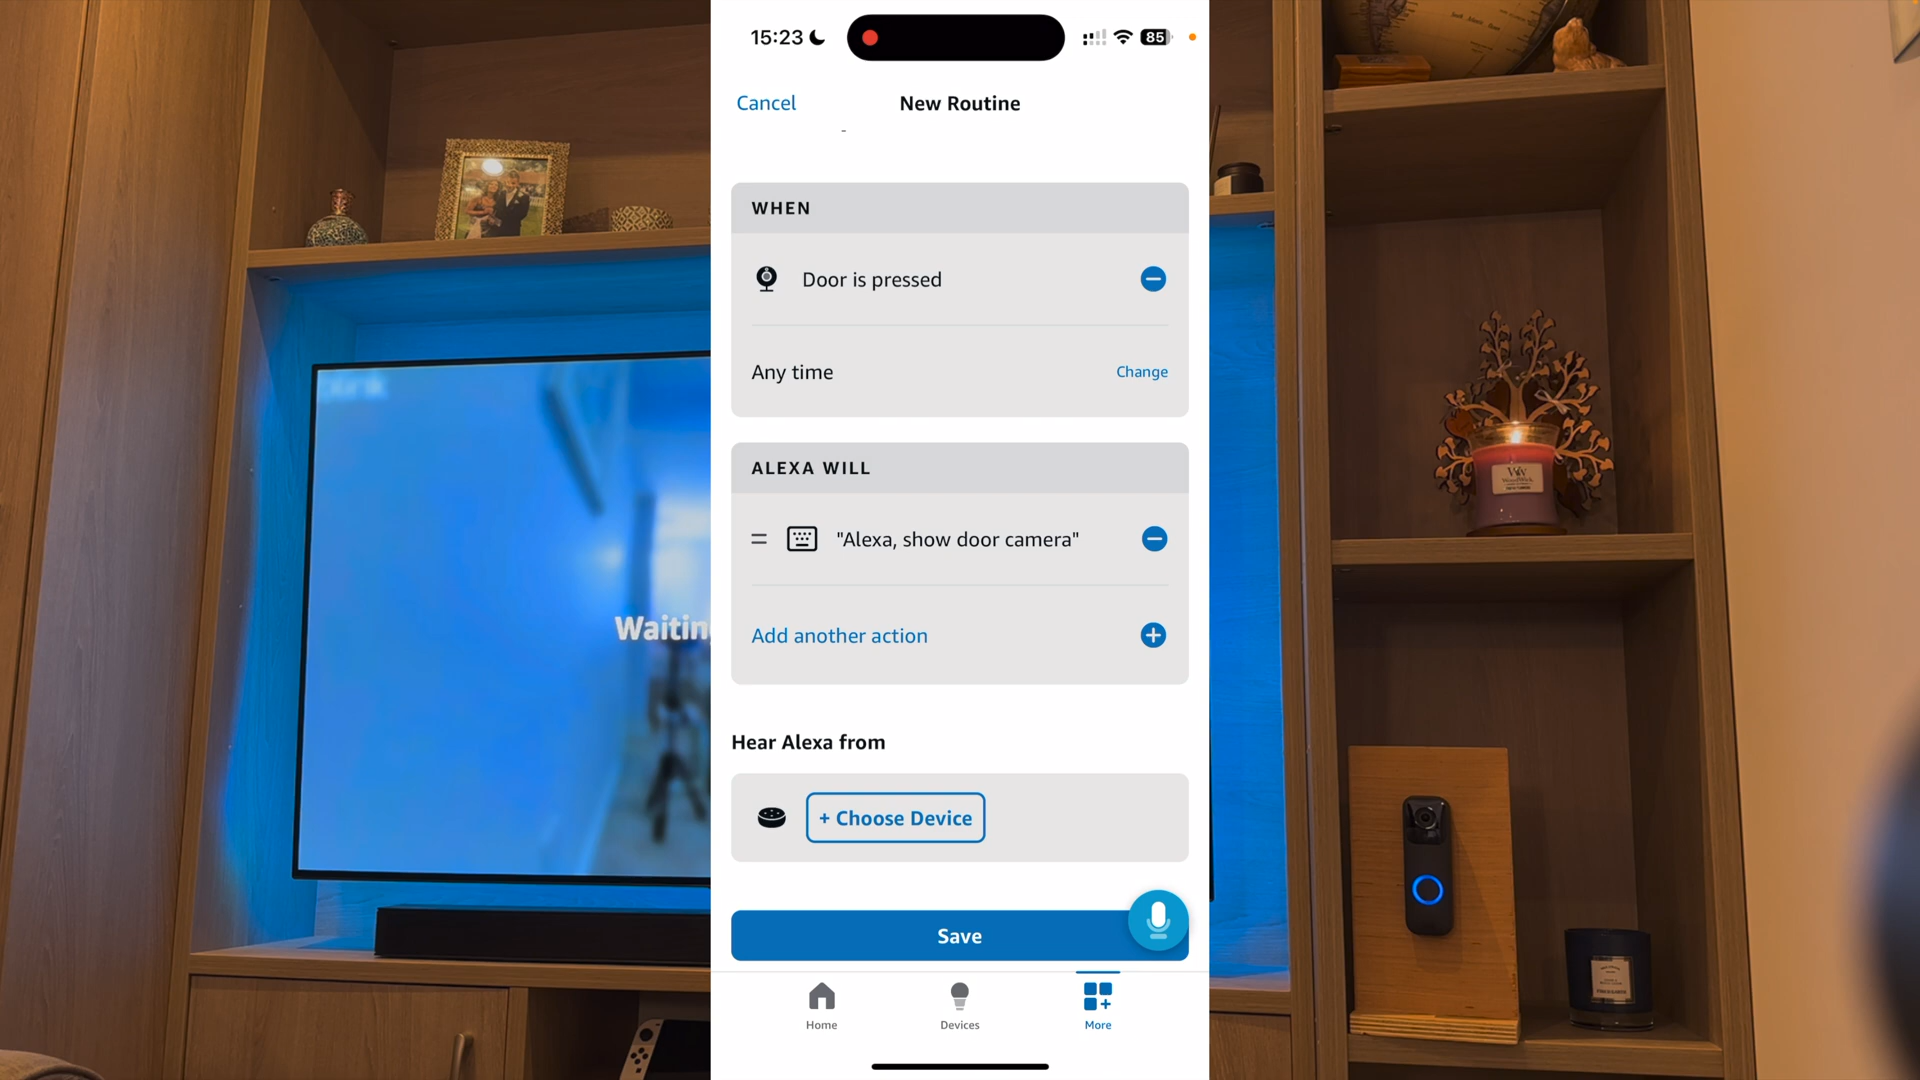 15:23
85
Cancel
New Routine
WHEN
Door is pressed
Any time
Change
ALEXA WILL
"Alexa, show door camera"
Add another action
Hear Alexa from
+ Choose Device
Save
Home
Devices
More
Waitin
WW